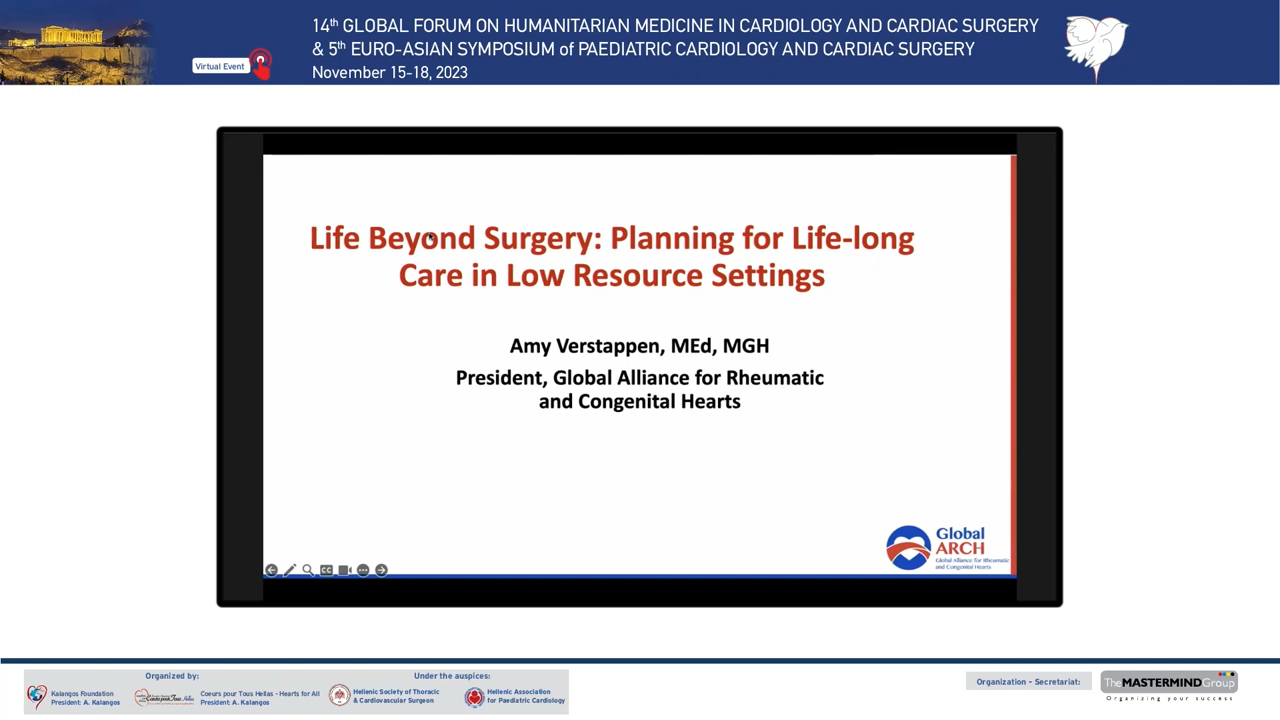 14th GLOBAL FORUM ON HUMANITARIAN MEDICINE IN CARDIOLOGY AND CARDIAC SURGERY
& 5th EURO-ASIAN SYMPOSIUM of PAEDIATRIC CARDIOLOGY AND CARDIAC SURGERY
Virtual Event
November 15-18, 2023
Life Beyond Surgery: Planning for Life-long
Care in Low Resource Settings
Amy Verstappen, MEd, MGH
President, Global Alliance for Rheumatic
and Congenital Hearts
Global
ARCH
Global Alliance for Rheumatic
and Congenital Hearts
CC
Organized by:
Kalangos Foundation
President: A. Kalangos
Coeurs pour Tous Hellas - Hearts for All
President: A. Kalangos
Under the auspices:
Hellenic Society of Thoracic
& Cardiovascular Surgeon
Hellenic Association
for Paediatric Cardiology
Organization - Secretariat:
The MASTERMIND Group
Organizing your success